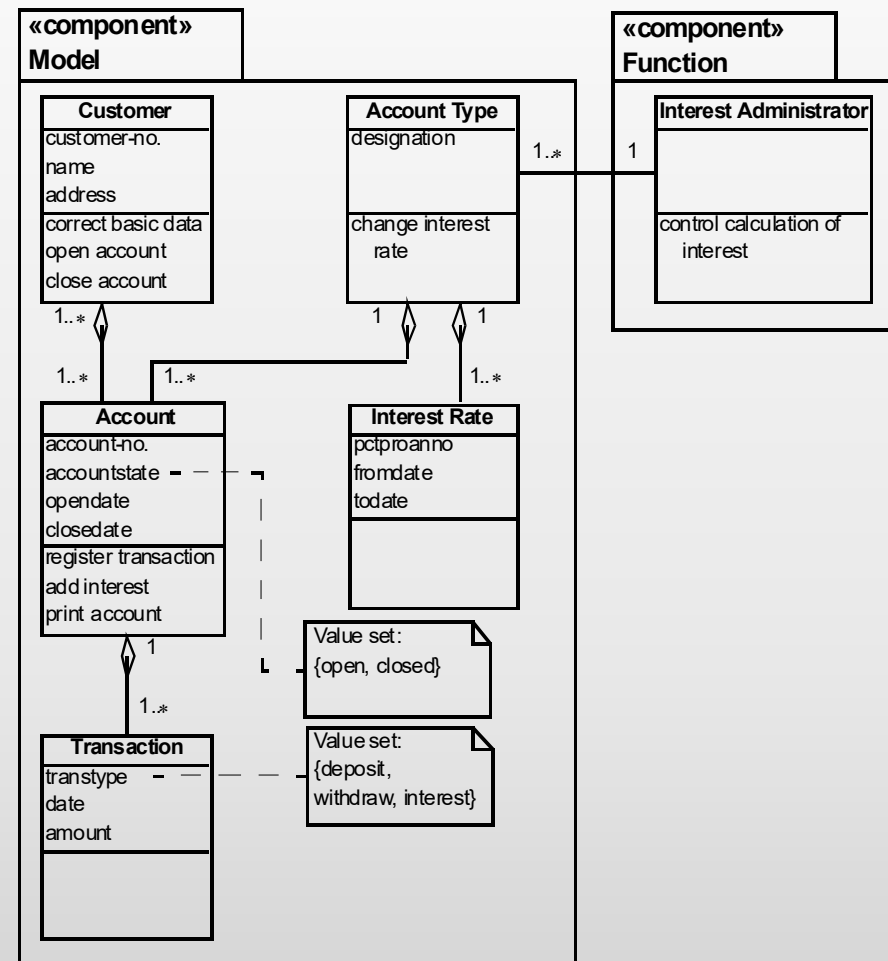 «component»
Model
Customer
customer-no.
name
address
correct basic data
open account
close account
Account Type
designation
change interest
rate
1..*
1
«component»
Function
Interest Administrator
control calculation of
interest
1..*
1..*
1
1..*
1
1..*
Account
account-no.
accountstate
opendate
closedate
register transaction
add interest
print account
Interest Rate
pctproanno
fromdate
todate
Value set:
{open, closed}
1
1..*
Transaction
transtype
date
amount
Value set:
{deposit,
withdraw, interest}